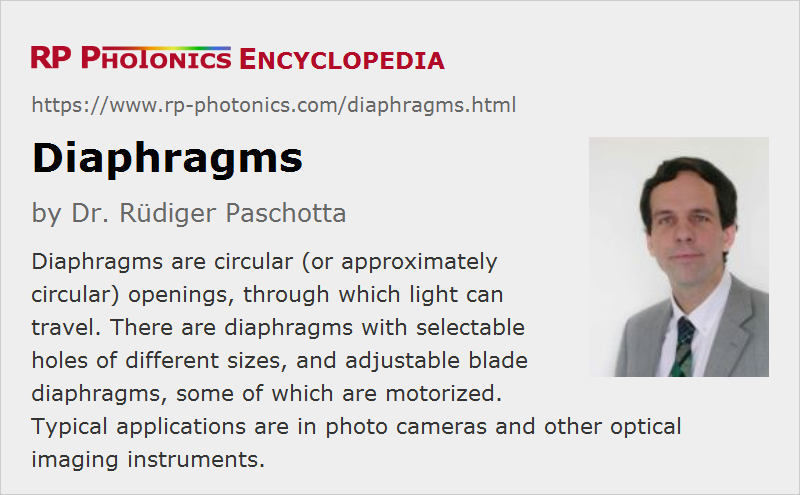 RP PHOTONICS ENCYCLOPEDIA
https://www.rp-photonics.com/diaphragms.html
Diaphragms
by Dr. Rüdiger Paschotta
Diaphragms are circular (or approximately
circular) openings, through which light can
travel. There are diaphragms with selectable
holes of different sizes, and adjustable blade
diaphragms, some of which are motorized.
Typical applications are in photo cameras and other optical
imaging instruments.